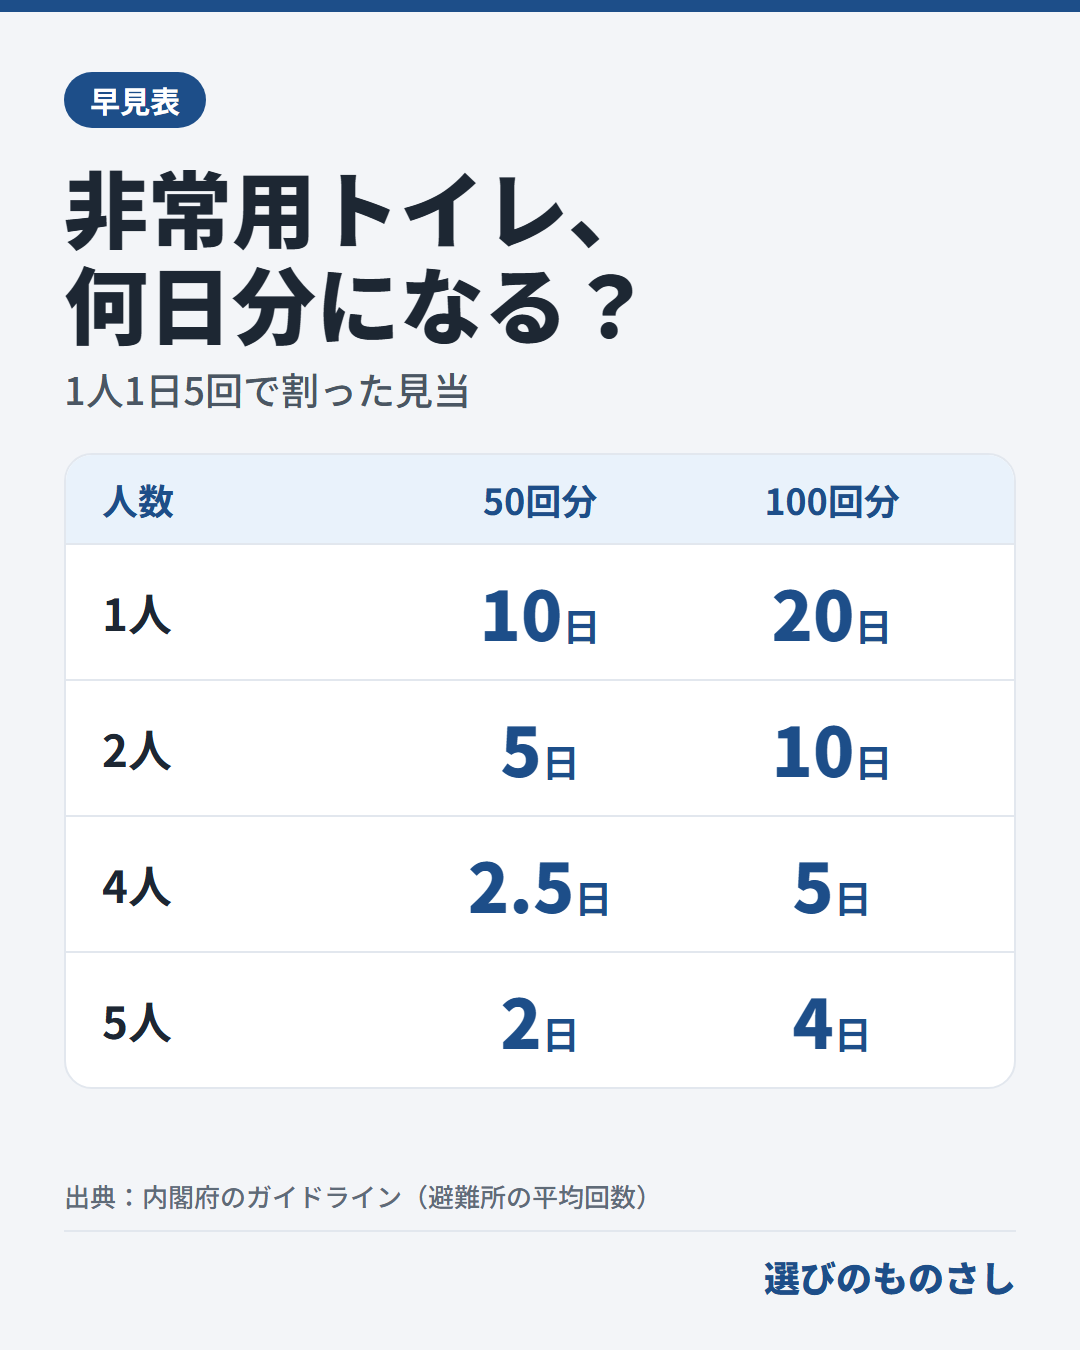 早見表
非常用トイレ、
何日分になる？
1人1日5回で割った見当
人数 50回分 100回分
1人 10日 20日
2人 5日 10日
4人 2.5日 5日
5人 2日 4日
出典：内閣府のガイドライン（避難所の平均回数）
選びのものさし